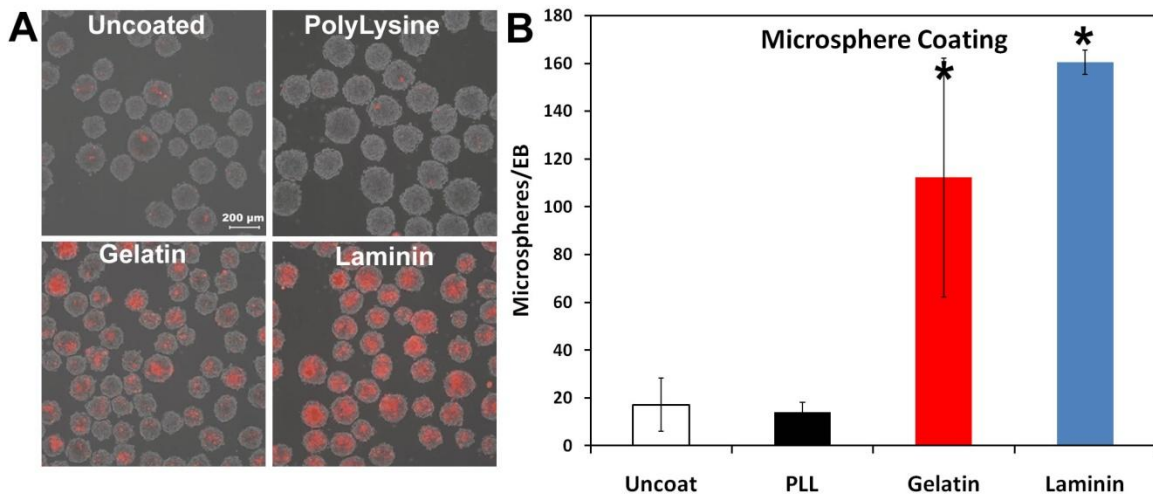 A
Uncoated
PolyLysine
200 µm
Gelatin
Laminin
B
Microsphere Coating
Microspheres/EB
180
160
140
120
100
80
60
40
20
0
*
*
Uncoat
PLL
Gelatin
Laminin